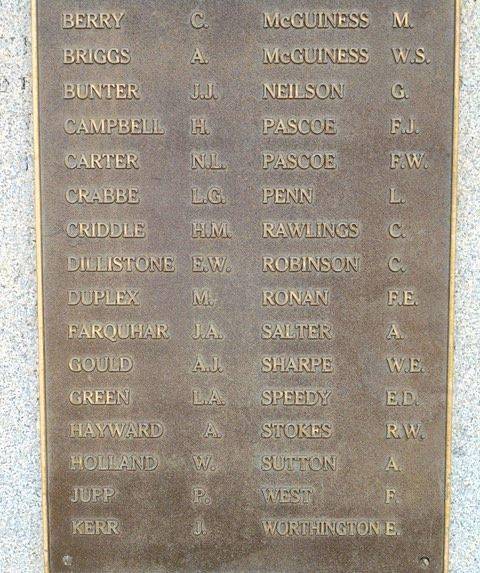 BERRY C. McGUINESS M.
BRIGGS A. McGUINESS W.S.
BUNTER J.J. NEILSON G.
CAMPBELL H. PASCOE F.J.
CARTER N.L. PASCOE F.W.
CRABBE L.G. PENN L.
CRIDDLE H.M. RAWLINGS C.
DILLISTONE E.W. ROBINSON C.
DUPLEX M. RONAN F.E.
FARQUHAR J.A. SALTER A.
GOULD A.J. SHARPE W.E.
GREEN L.A. SPEEDY E.D.
HAYWARD A. STOKES R.W.
HOLLAND W. SUTTON A.
JUPP P. WEST F.
KERR J. WORTHINGTON E.